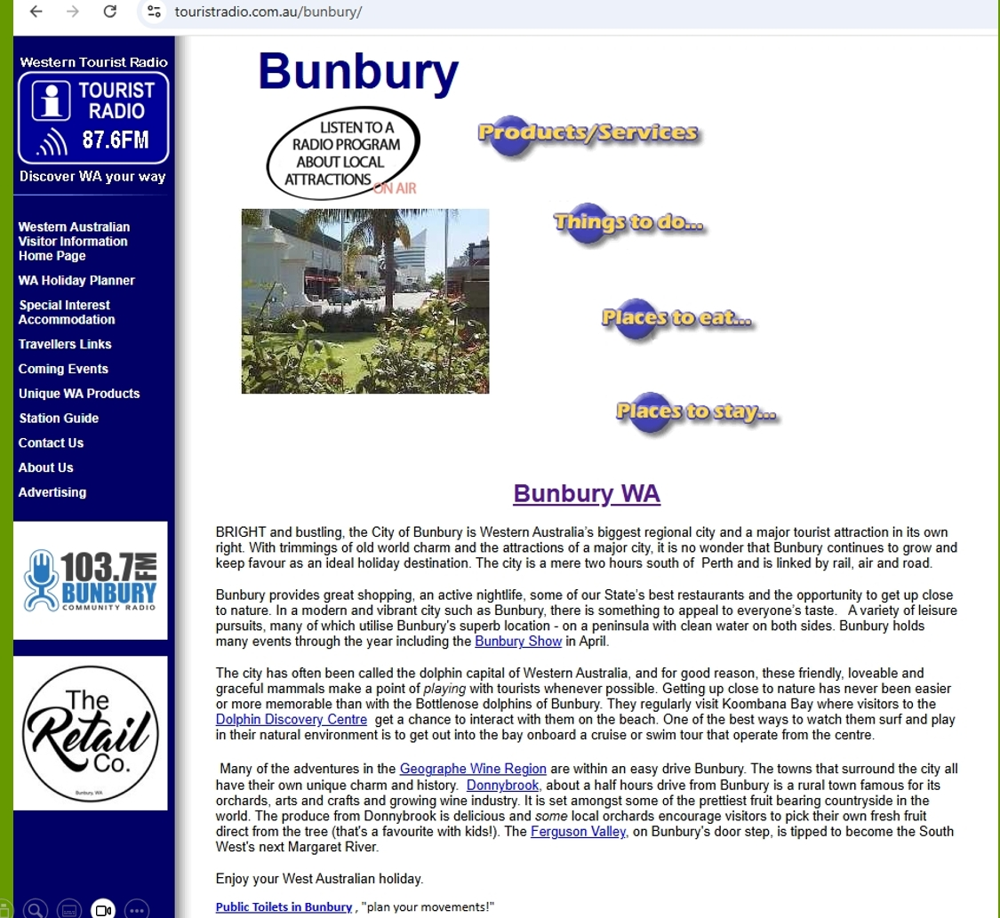 touristradio.com.au/bunbury/
Western Tourist Radio
TOURIST
RADIO
87.6FM
Discover WA your way
Western Australian
Visitor Information
Home Page
WA Holiday Planner
Special Interest
Accommodation
Travellers Links
Coming Events
Unique WA Products
Station Guide
Contact Us
About Us
Advertising
103.7FM
BUNBURY
COMMUNITY RADIO
The
Retail
Co.
Bunbury, WA
Bunbury
LISTEN TO A
RADIO PROGRAM
ABOUT LOCAL
ATTRACTIONS
ON AIR
Products/Services
Things to do...
Places to eat...
Places to stay...
Bunbury WA
BRIGHT and bustling, the City of Bunbury is Western Australia's biggest regional city and a major tourist attraction in its own
right. With trimmings of old world charm and the attractions of a major city, it is no wonder that Bunbury continues to grow and
keep favour as an ideal holiday destination. The city is a mere two hours south of Perth and is linked by rail, air and road.
Bunbury provides great shopping, an active nightlife, some of our State's best restaurants and the opportunity to get up close
to nature. In a modern and vibrant city such as Bunbury, there is something to appeal to everyone's taste. A variety of leisure
pursuits, many of which utilise Bunbury's superb location - on a peninsula with clean water on both sides. Bunbury holds
many events through the year including the Bunbury Show in April.
The city has often been called the dolphin capital of Western Australia, and for good reason, these friendly, loveable and
graceful mammals make a point of playing with tourists whenever possible. Getting up close to nature has never been easier
or more memorable than with the Bottlenose dolphins of Bunbury. They regularly visit Koombana Bay where visitors to the
Dolphin Discovery Centre get a chance to interact with them on the beach. One of the best ways to watch them surf and play
in their natural environment is to get out into the bay onboard a cruise or swim tour that operate from the centre.
Many of the adventures in the Geographe Wine Region are within an easy drive Bunbury. The towns that surround the city all
have their own unique charm and history. Donnybrook, about a half hours drive from Bunbury is a rural town famous for its
orchards, arts and crafts and growing wine industry. It is set amongst some of the prettiest fruit bearing countryside in the
world. The produce from Donnybrook is delicious and some local orchards encourage visitors to pick their own fresh fruit
direct from the tree (that's a favourite with kids!). The Ferguson Valley, on Bunbury's door step, is tipped to become the South
West's next Margaret River.
Enjoy your West Australian holiday.
Public Toilets in Bunbury , "plan your movements!"